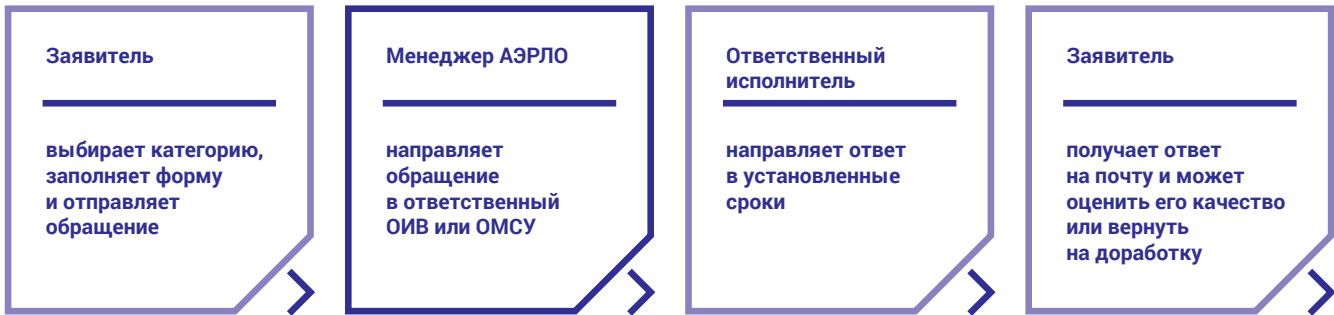 Заявитель
выбирает категорию,
заполняет форму
и отправляет
обращение
Менеджер АЭРЛО
направляет
обращение
в ответственный
ОИВ или ОМСУ
Ответственный
исполнитель
направляет ответ
в установленные
сроки
Заявитель
получает ответ
на почту и может
оценить его качество
или вернуть
на доработку